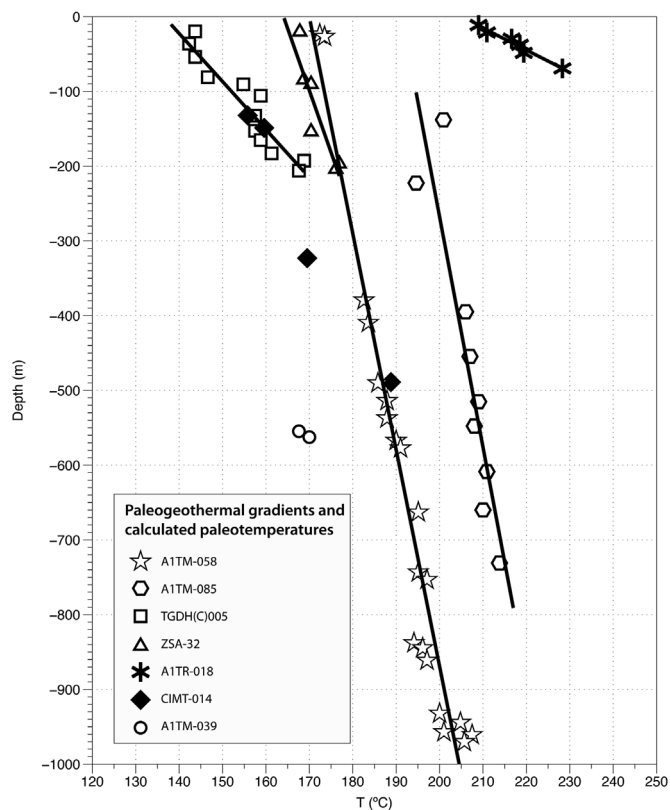 0
−100
−200
−300
−400
−500
−600
−700
−800
−900
−1000
Depth (m)
Paleogeothermal gradients and
calculated paleotemperatures
A1TM-058
A1TM-085
TGDH(C)005
ZSA-32
A1TR-018
CIMT-014
A1TM-039
120 130 140 150 160 170 180 190 200 210 220 230 240 250
T (ºC)